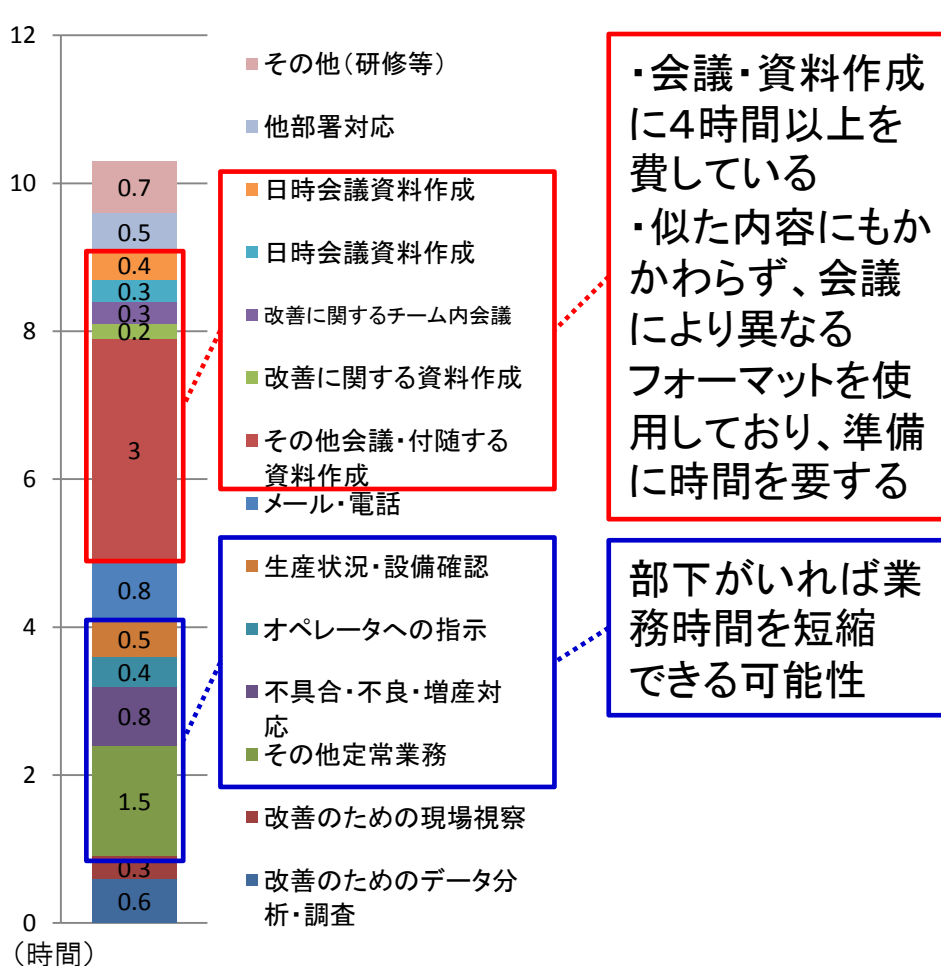 12
10
8
6
4
2
0
（時間）
0.7
0.5
0.4
0.3
0.3
0.2
3
0.8
0.5
0.4
0.8
1.5
0.3
0.6
その他（研修等）
他部署対応
日時会議資料作成
日時会議資料作成
改善に関するチーム内会議
改善に関する資料作成
その他会議・付随する
資料作成
メール・電話
生産状況・設備確認
オペレータへの指示
不具合・不良・増産対
応
その他定常業務
改善のための現場視察
改善のためのデータ分
析・調査
・会議・資料作成
に４時間以上を
費している
・似た内容にもか
かわらず、会議
により異なる
フォーマットを使
用しており、準備
に時間を要する
部下がいれば業
務時間を短縮
できる可能性